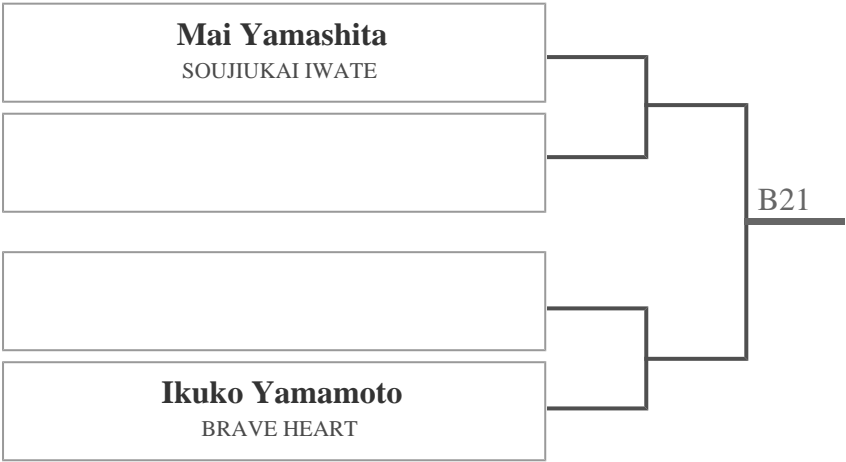 Mai Yamashita
SOUJIUKAI IWATE
B21
Ikuko Yamamoto
BRAVE HEART